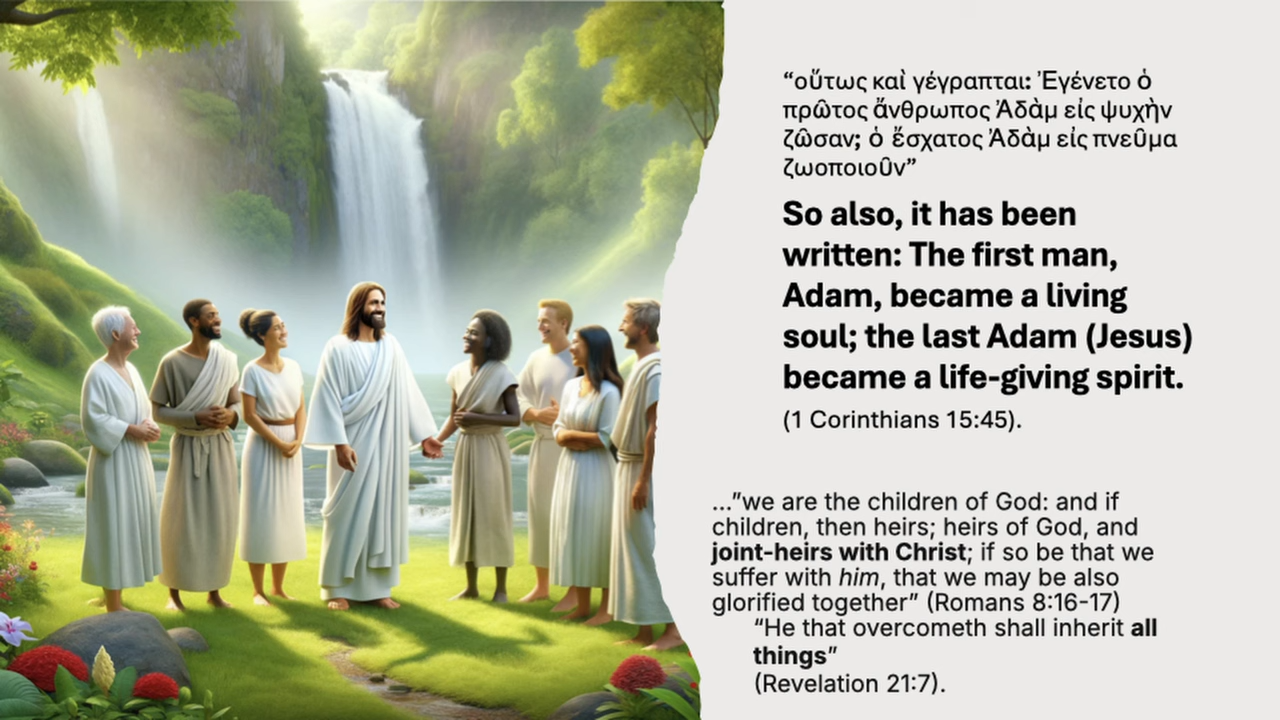 “οὕτως καὶ γέγραπται: Ἐγένετο ὁ
πρῶτος ἄνθρωπος Ἀδὰμ εἰς ψυχὴν
ζῶσαν; ὁ ἔσχατος Ἀδὰμ εἰς πνεῦμα
ζωοποιοῦν”
So also, it has been
written: The first man,
Adam, became a living
soul; the last Adam (Jesus)
became a life-giving spirit.
(1 Corinthians 15:45).
...”we are the children of God: and if
children, then heirs; heirs of God, and
joint-heirs with Christ; if so be that we
suffer with him, that we may be also
glorified together” (Romans 8:16-17)
“He that overcometh shall inherit all
things”
(Revelation 21:7).